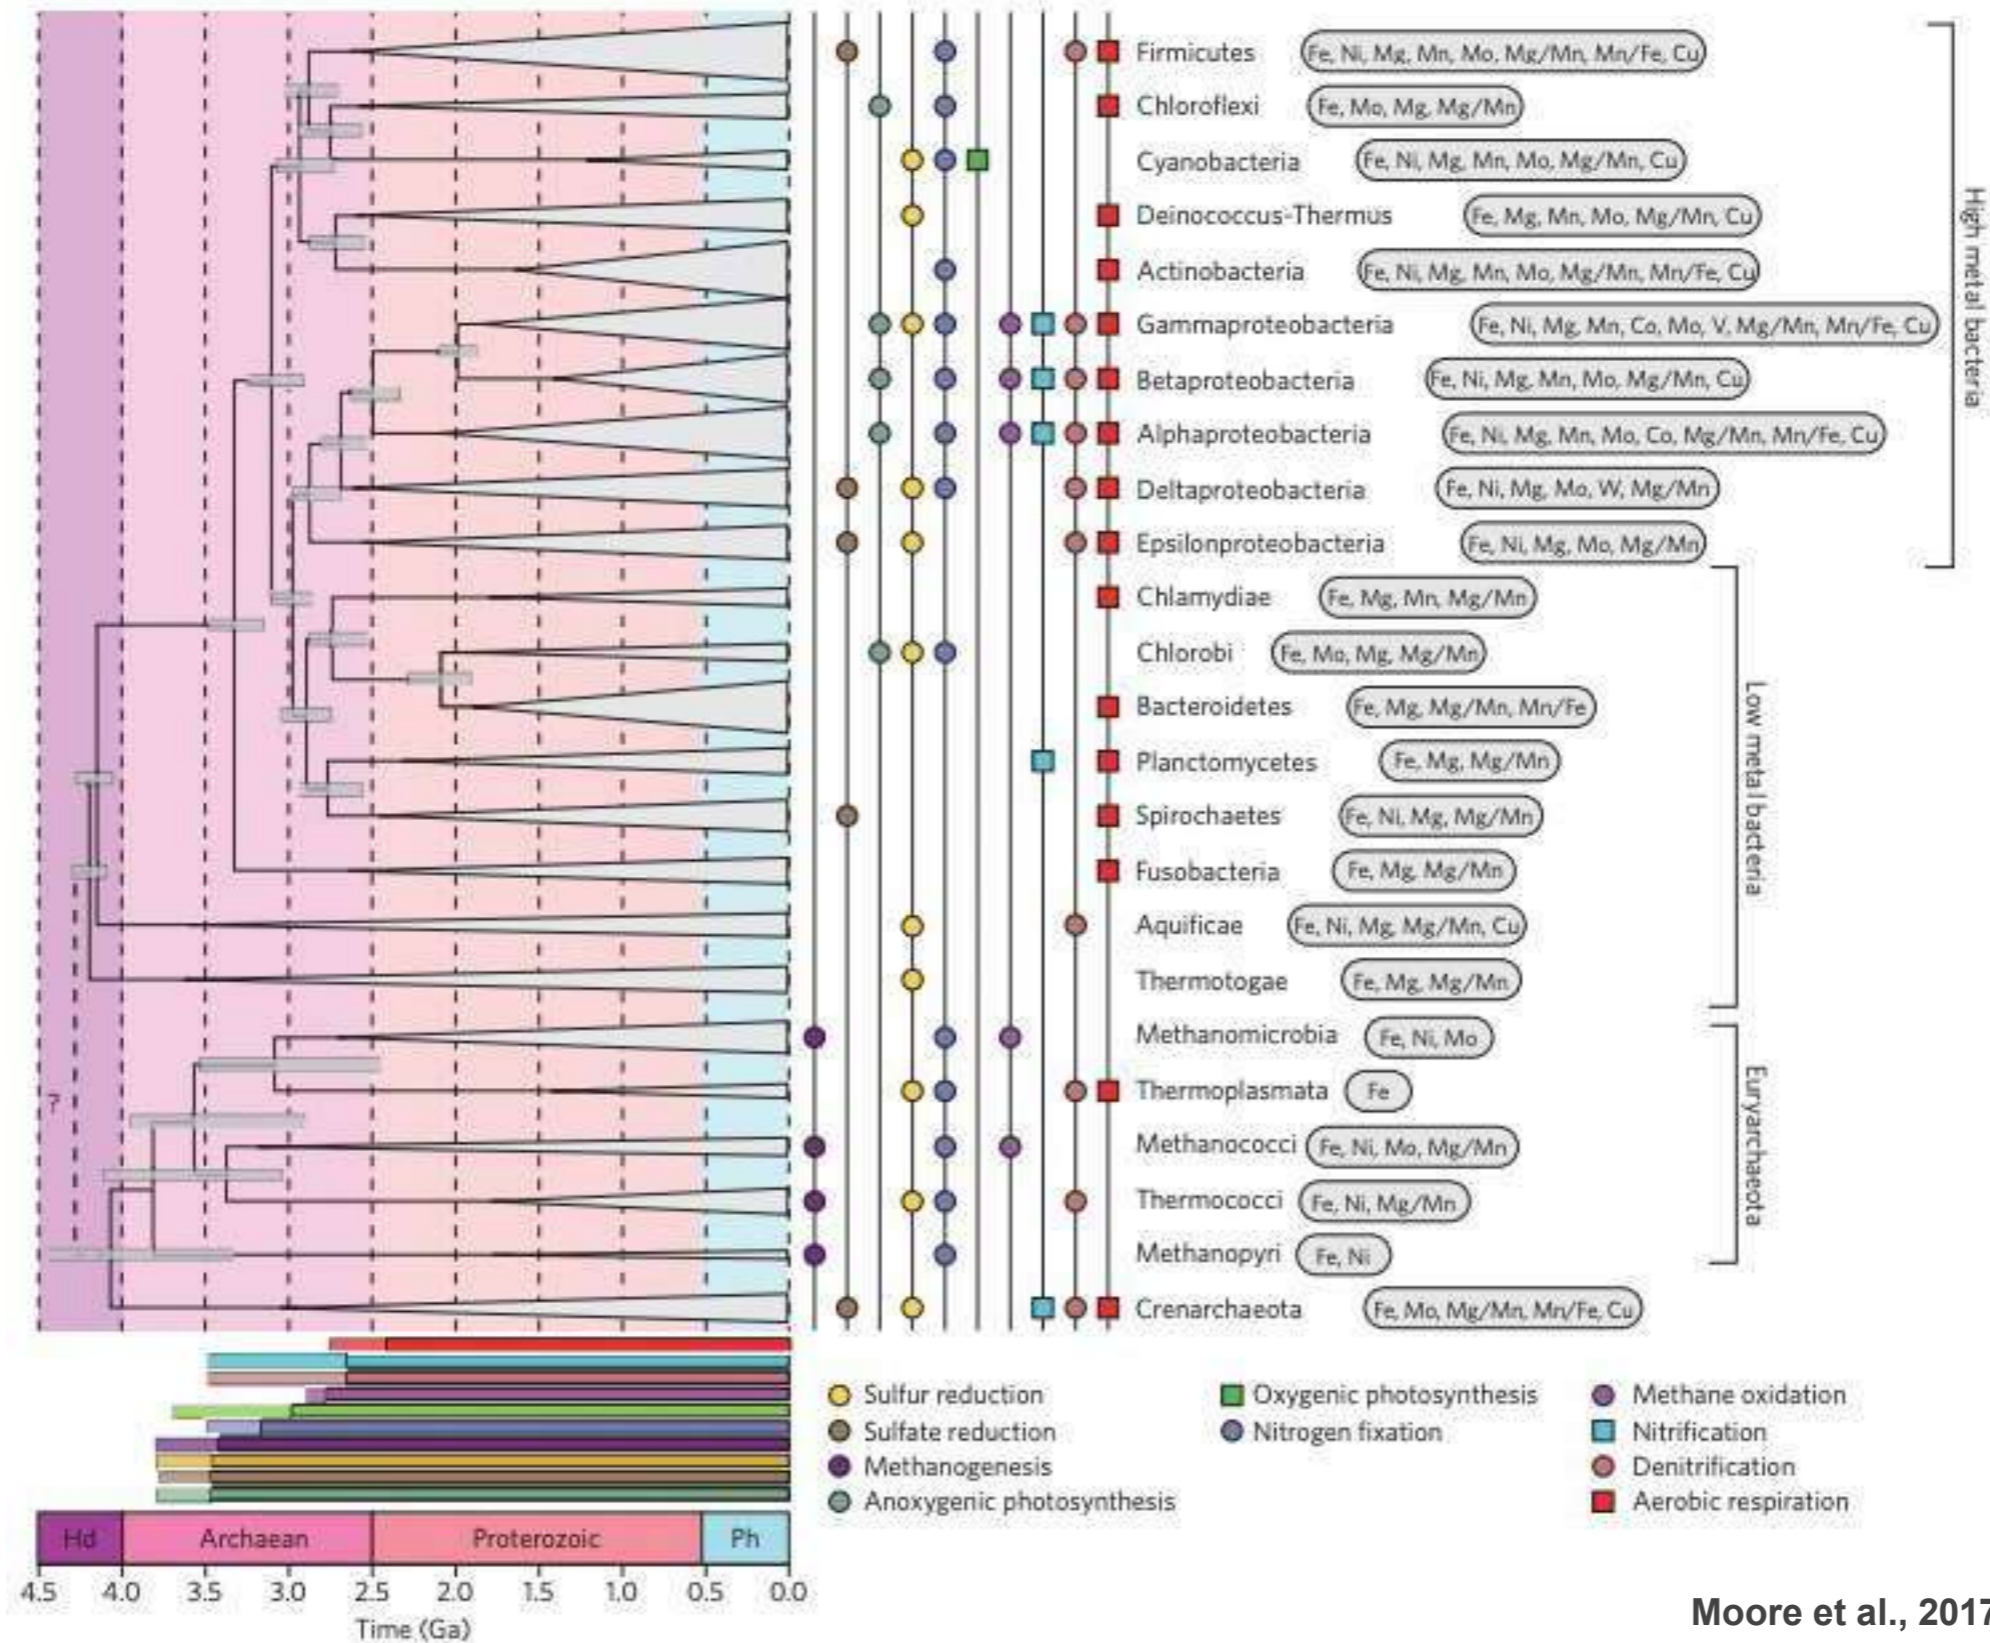 Firmicutes Fe, Ni, Mg, Mn, Mo, Mg/Mn, Mn/Fe, Cu
Chloroflexi Fe, Mo, Mg, Mg/Mn
Cyanobacteria Fe, Ni, Mg, Mn, Mo, Mg/Mn, Cu
Deinococcus-Thermus Fe, Mg, Mn, Mo, Mg/Mn, Cu
Actinobacteria Fe, Ni, Mg, Mn, Mo, Mg/Mn, Mn/Fe, Cu
Gammaproteobacteria Fe, Ni, Mg, Mn, Co, Mo, V, Mg/Mn, Mn/Fe, Cu
Betaproteobacteria Fe, Ni, Mg, Mn, Mo, Mg/Mn, Cu
Alphaproteobacteria Fe, Ni, Mg, Mn, Mo, Co, Mg/Mn, Mn/Fe, Cu
Deltaproteobacteria Fe, Ni, Mg, Mo, W, Mg/Mn
Epsilonproteobacteria Fe, Ni, Mg, Mo, Mg/Mn
High metal bacteria
Chlamydiae Fe, Mg, Mn, Mg/Mn
Chlorobi Fe, Mo, Mg, Mg/Mn
Bacteroidetes Fe, Mg, Mg/Mn, Mn/Fe
Planctomycetes Fe, Mg, Mg/Mn
Spirochaetes Fe, Ni, Mg, Mg/Mn
Fusobacteria Fe, Mg, Mg/Mn
Aquificae Fe, Ni, Mg, Mg/Mn, Cu
Thermotogae Fe, Mg, Mg/Mn
Low metal bacteria
Methanomicrobia Fe, Ni, Mo
?
Thermoplasmata Fe
Methanococci Fe, Ni, Mo, Mg/Mn
Thermococci Fe, Ni, Mg/Mn
Methanopyri Fe, Ni
Euryarchaeota
Crenarchaeota Fe, Mo, Mg/Mn, Mn/Fe, Cu
Sulfur reduction Oxygenic photosynthesis Methane oxidation
Sulfate reduction Nitrogen fixation Nitrification
Methanogenesis Denitrification
Anoxygenic photosynthesis Aerobic respiration
Hd Archaean Proterozoic Ph
4.5 4.0 3.5 3.0 2.5 2.0 1.5 1.0 0.5 0.0
Time (Ga)
Moore et al., 2017